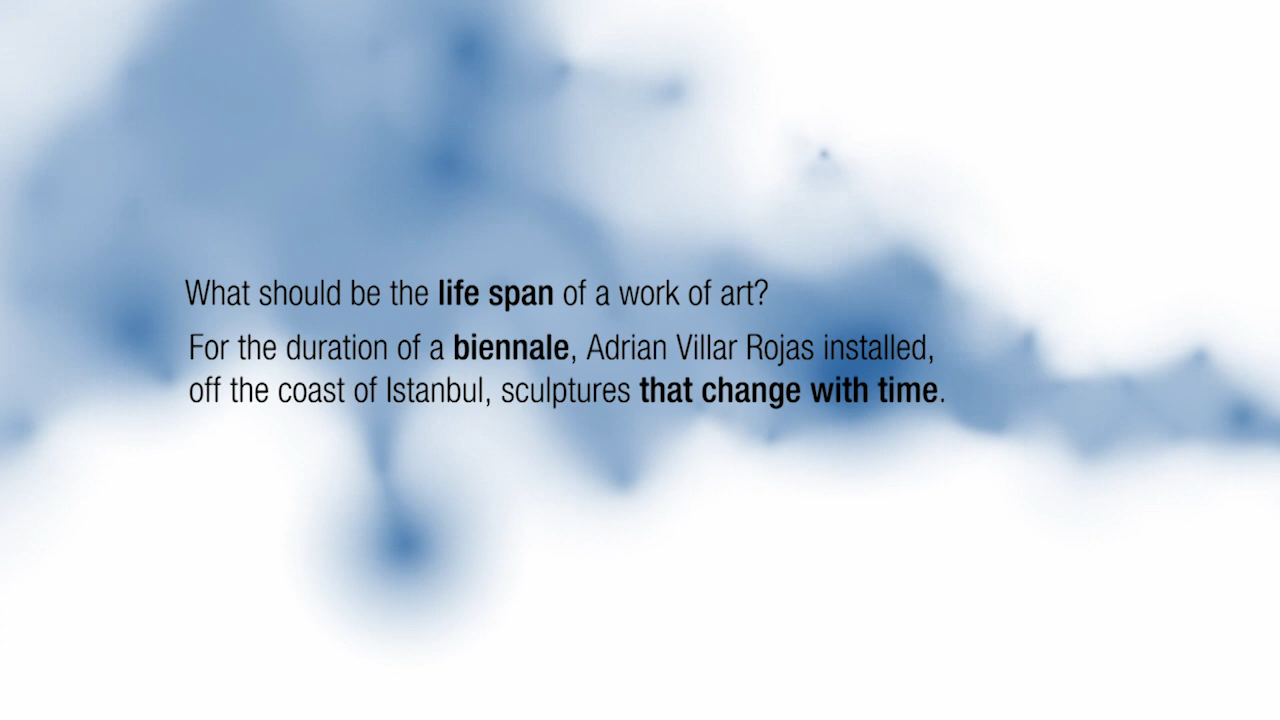 What should be the life span of a work of art?
For the duration of a biennale, Adrian Villar Rojas installed,
off the coast of Istanbul, sculptures that change with time.